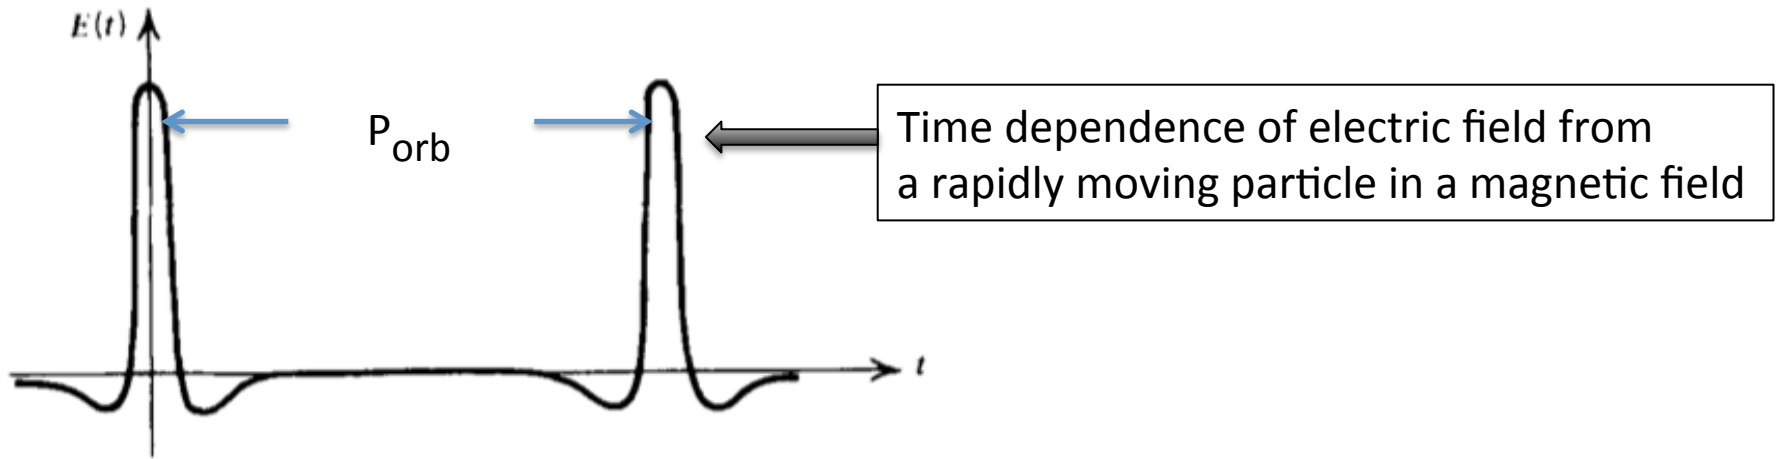 E(t)
P_orb
Time dependence of electric field from
a rapidly moving particle in a magnetic field
t